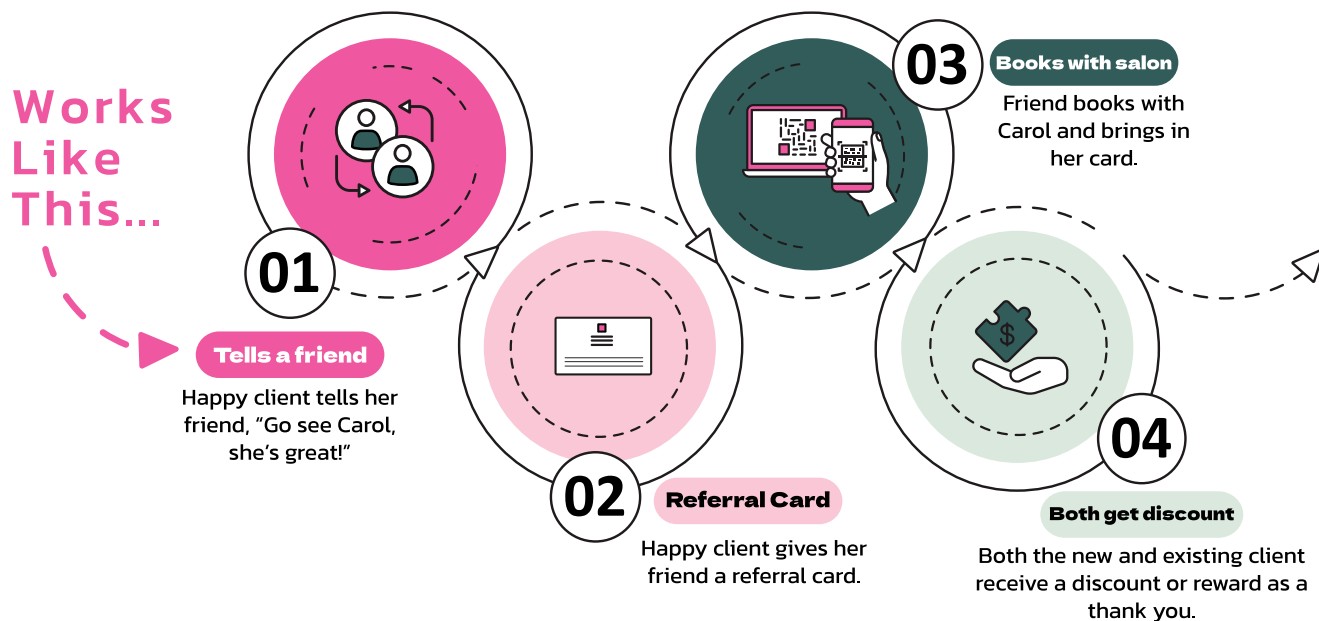 Works
Like
This...
01
Tells a friend
Happy client tells her
friend, “Go see Carol,
she’s great!”
02
Referral Card
Happy client gives her
friend a referral card.
03
Books with salon
Friend books with
Carol and brings in
her card.
$
04
Both get discount
Both the new and existing client
receive a discount or reward as a
thank you.